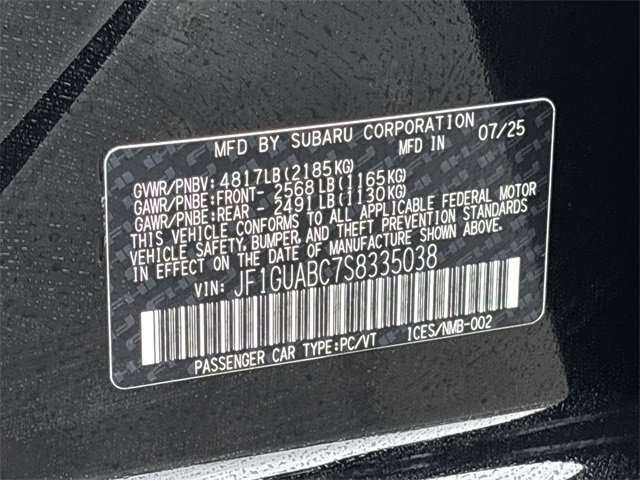 MFD BY SUBARU CORPORATION
MFD IN 07/25
GVWR/PNBV: 4817LB(2185KG)
GAWR/PNBE:FRONT- 2568LB(1165KG)
GAWR/PNBE:REAR - 2491LB(1130KG)
THIS VEHICLE CONFORMS TO ALL APPLICABLE FEDERAL MOTOR
VEHICLE SAFETY, BUMPER, AND THEFT PREVENTION STANDARDS
IN EFFECT ON THE DATE OF MANUFACTURE SHOWN ABOVE.
VIN: JF1GUABC7S8335038
PASSENGER CAR TYPE:PC/VT ICES/NMB-002